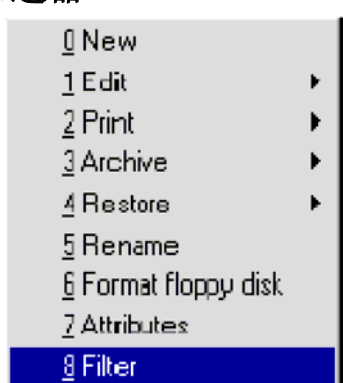 0 New
1 Edit
2 Print
3 Archive
4 Restore
5 Rename
6 Format floppy disk
7 Attributes
8 Filter